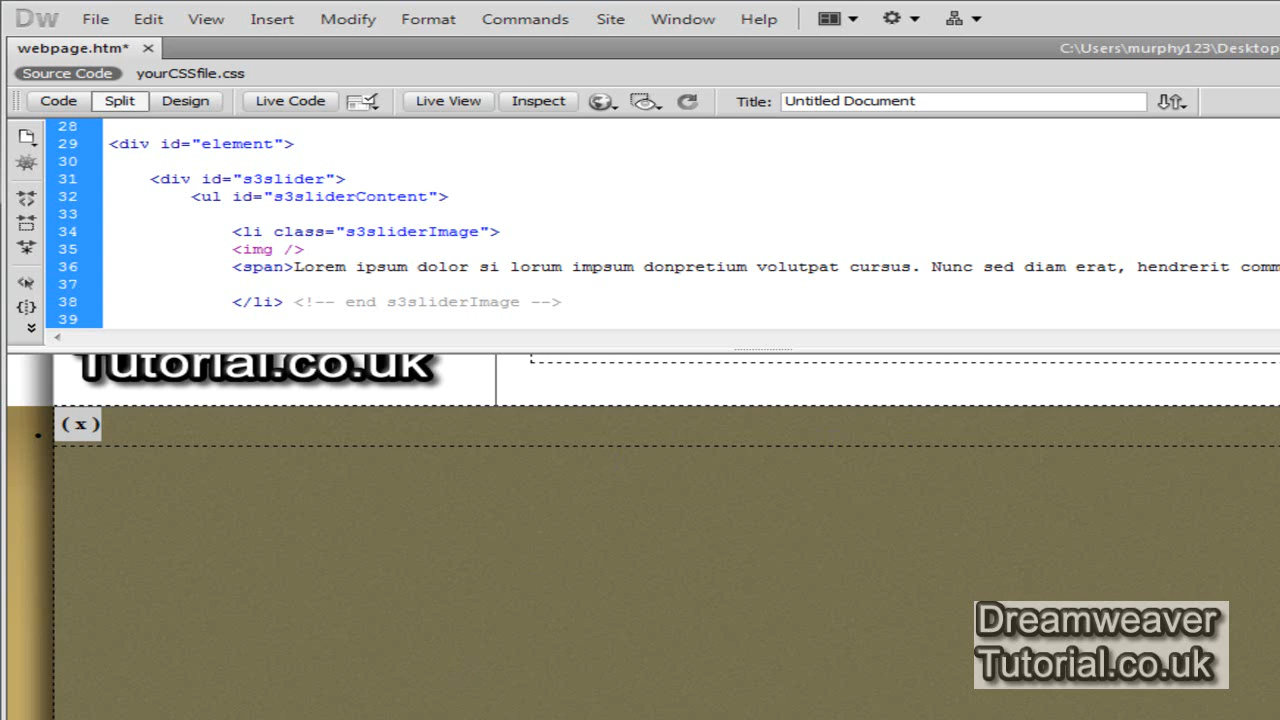 Dw File Edit View Insert Modify Format Commands Site Window Help
webpage.htm* × C:\Users\murphy123\Desktop
Source Code yourCSSfile.css
Code Split Design Live Code Live View Inspect Title: Untitled Document
28
29 <div id="element">
30
31 <div id="s3slider">
32 <ul id="s3sliderContent">
33
34 <li class="s3sliderImage">
35 <img />
36 <span>Lorem ipsum dolor si lorum impsum donpretium volutpat cursus. Nunc sed diam erat, hendrerit comm
37
38 </li> <!-- end s3sliderImage -->
39
Tutorial.co.uk
(x)
Dreamweaver
Tutorial.co.uk